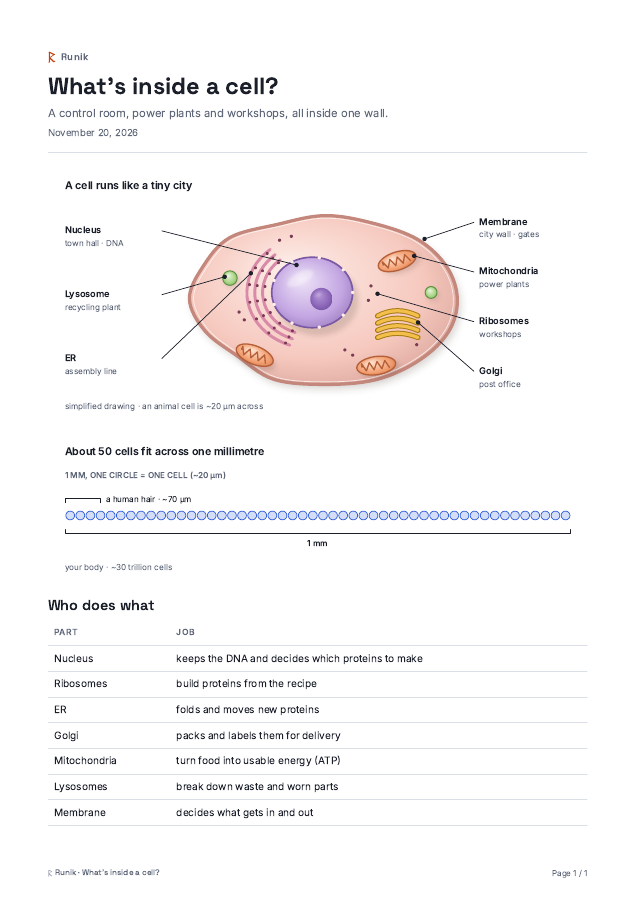 Runik
What's inside a cell?
A control room, power plants and workshops, all inside one wall.
November 20, 2026
A cell runs like a tiny city
Nucleus
town hall · DNA
Lysosome
recycling plant
ER
assembly line
Membrane
city wall · gates
Mitochondria
power plants
Ribosomes
workshops
Golgi
post office
simplified drawing · an animal cell is ~20 µm across
About 50 cells fit across one millimetre
1 MM, ONE CIRCLE = ONE CELL (~20 µm)
a human hair · ~70 µm
1 mm
your body · ~30 trillion cells
Who does what
PART JOB
Nucleus keeps the DNA and decides which proteins to make
Ribosomes build proteins from the recipe
ER folds and moves new proteins
Golgi packs and labels them for delivery
Mitochondria turn food into usable energy (ATP)
Lysosomes break down waste and worn parts
Membrane decides what gets in and out
Runik · What's inside a cell? Page 1 / 1